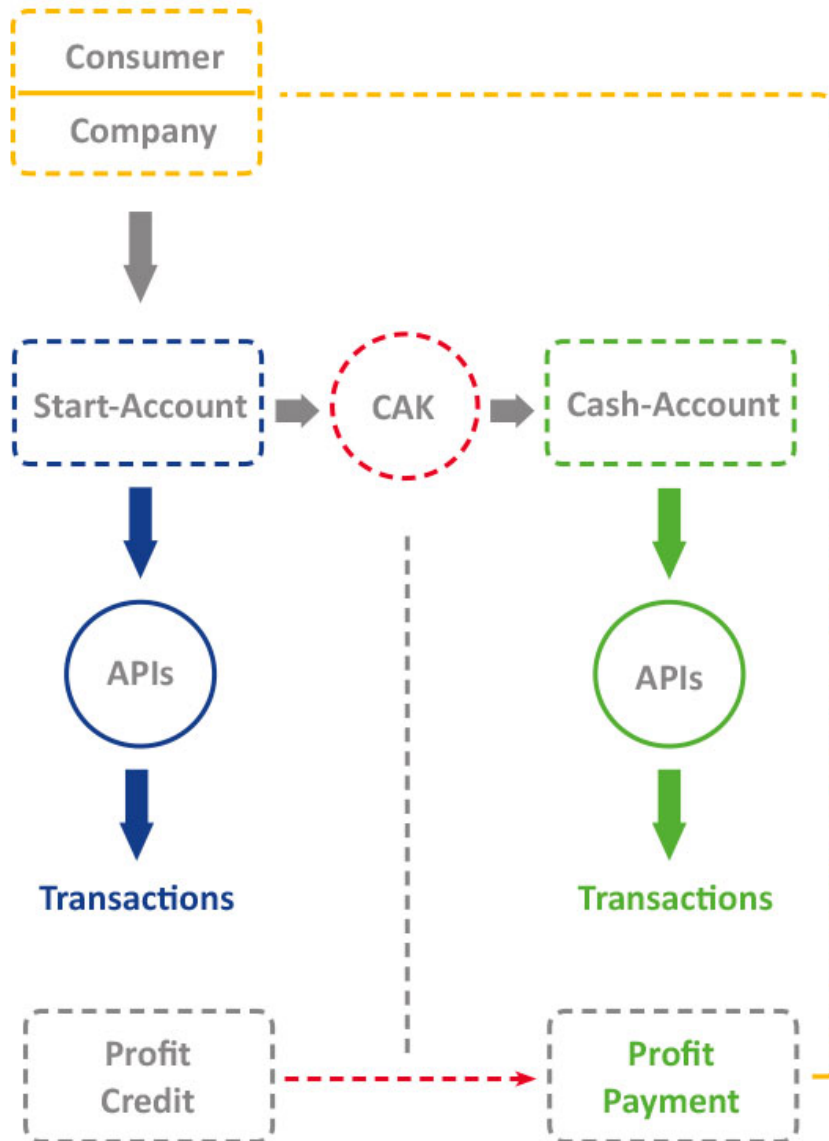 Consumer
Company
Start-Account
CAK
Cash-Account
APIs
APIs
Transactions
Transactions
Profit
Credit
Profit
Payment